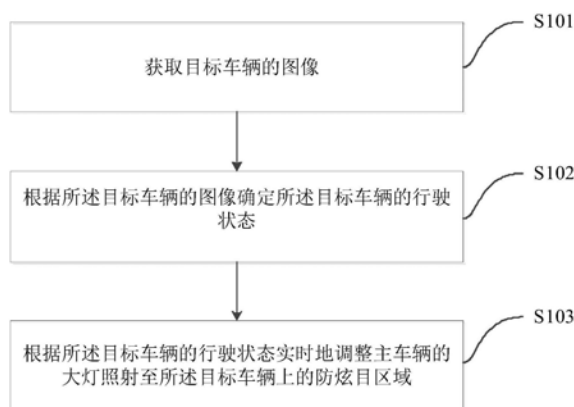 S101
获取目标车辆的图像
S102
根据所述目标车辆的图像确定所述目标车辆的行驶
状态
S103
根据所述目标车辆的行驶状态实时地调整主车辆的
大灯照射至所述目标车辆上的防炫目区域